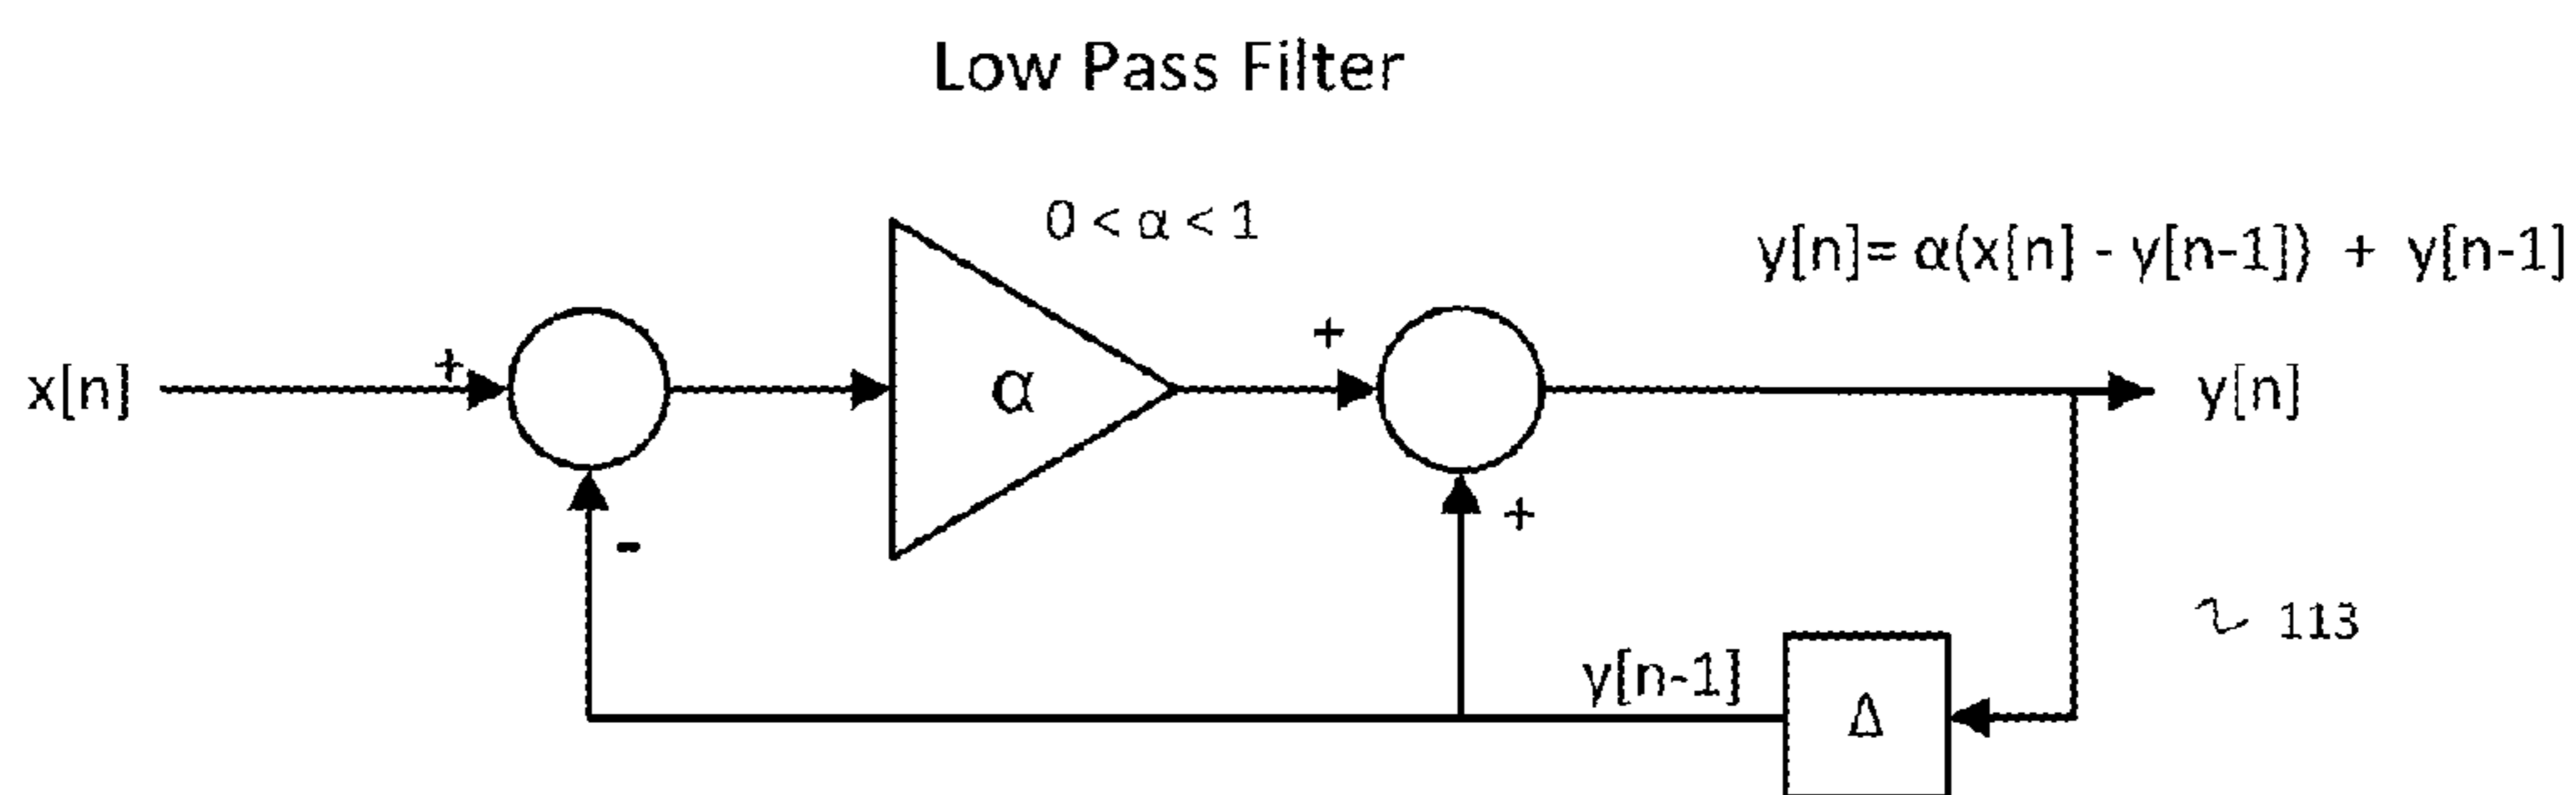 Low Pass Filter
0 < α < 1
y[n]= α(x[n] - y[n-1]) + y[n-1]
x[n]
+
α
+
y[n]
-
+
113
y[n-1]
Δ